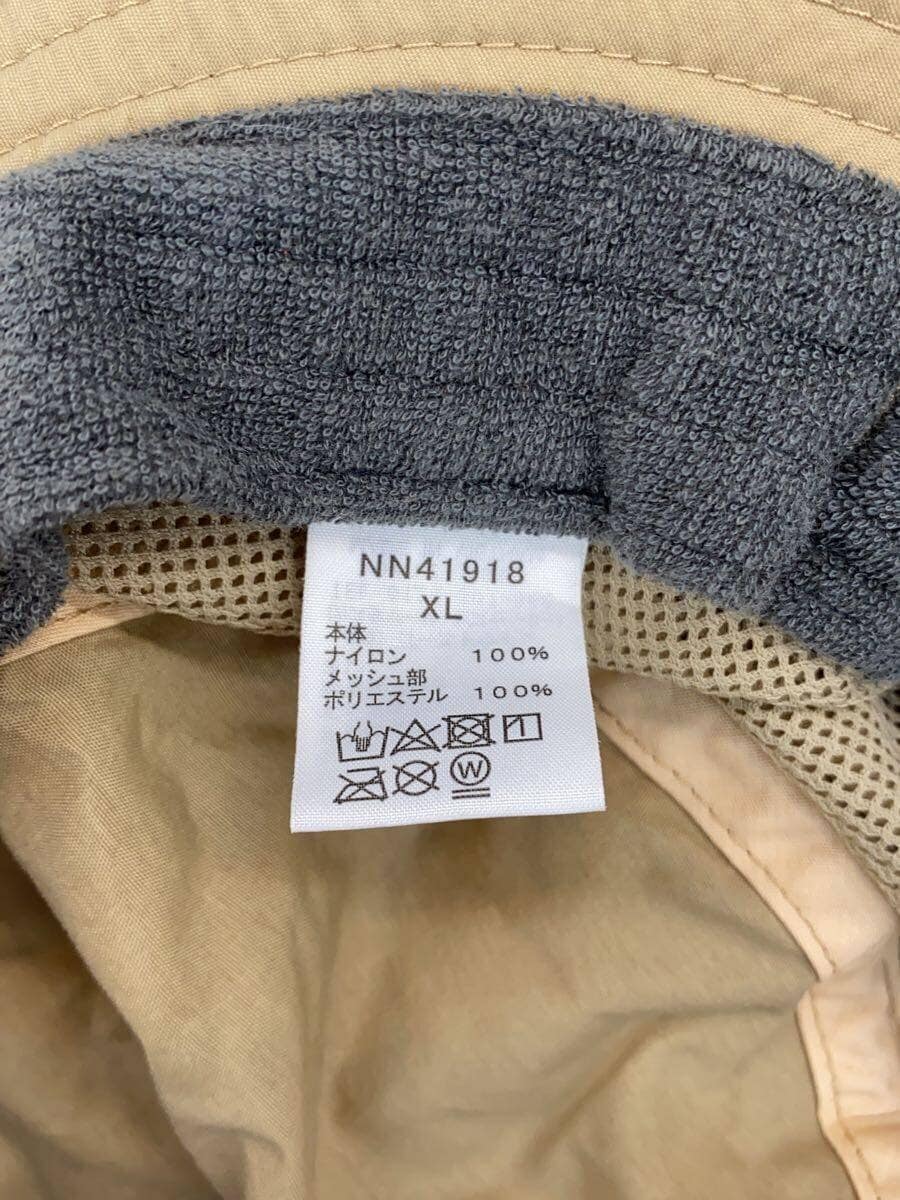 NN41918
XL
本体
ナイロン 100%
メッシュ部
ポリエステル 100%
W